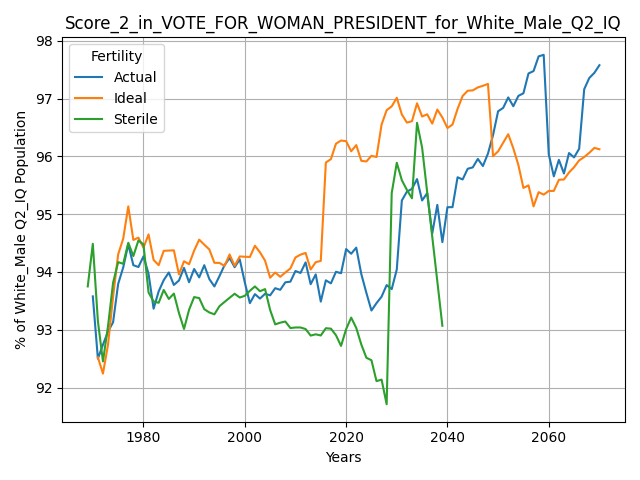 Score_2_in_VOTE_FOR_WOMAN_PRESIDENT_for_White_Male_Q2_IQ
98
97
96
95
94
93
92
% of White_Male Q2_IQ Population
Fertility
Actual
Ideal
Sterile
1980
2000
2020
2040
2060
Years